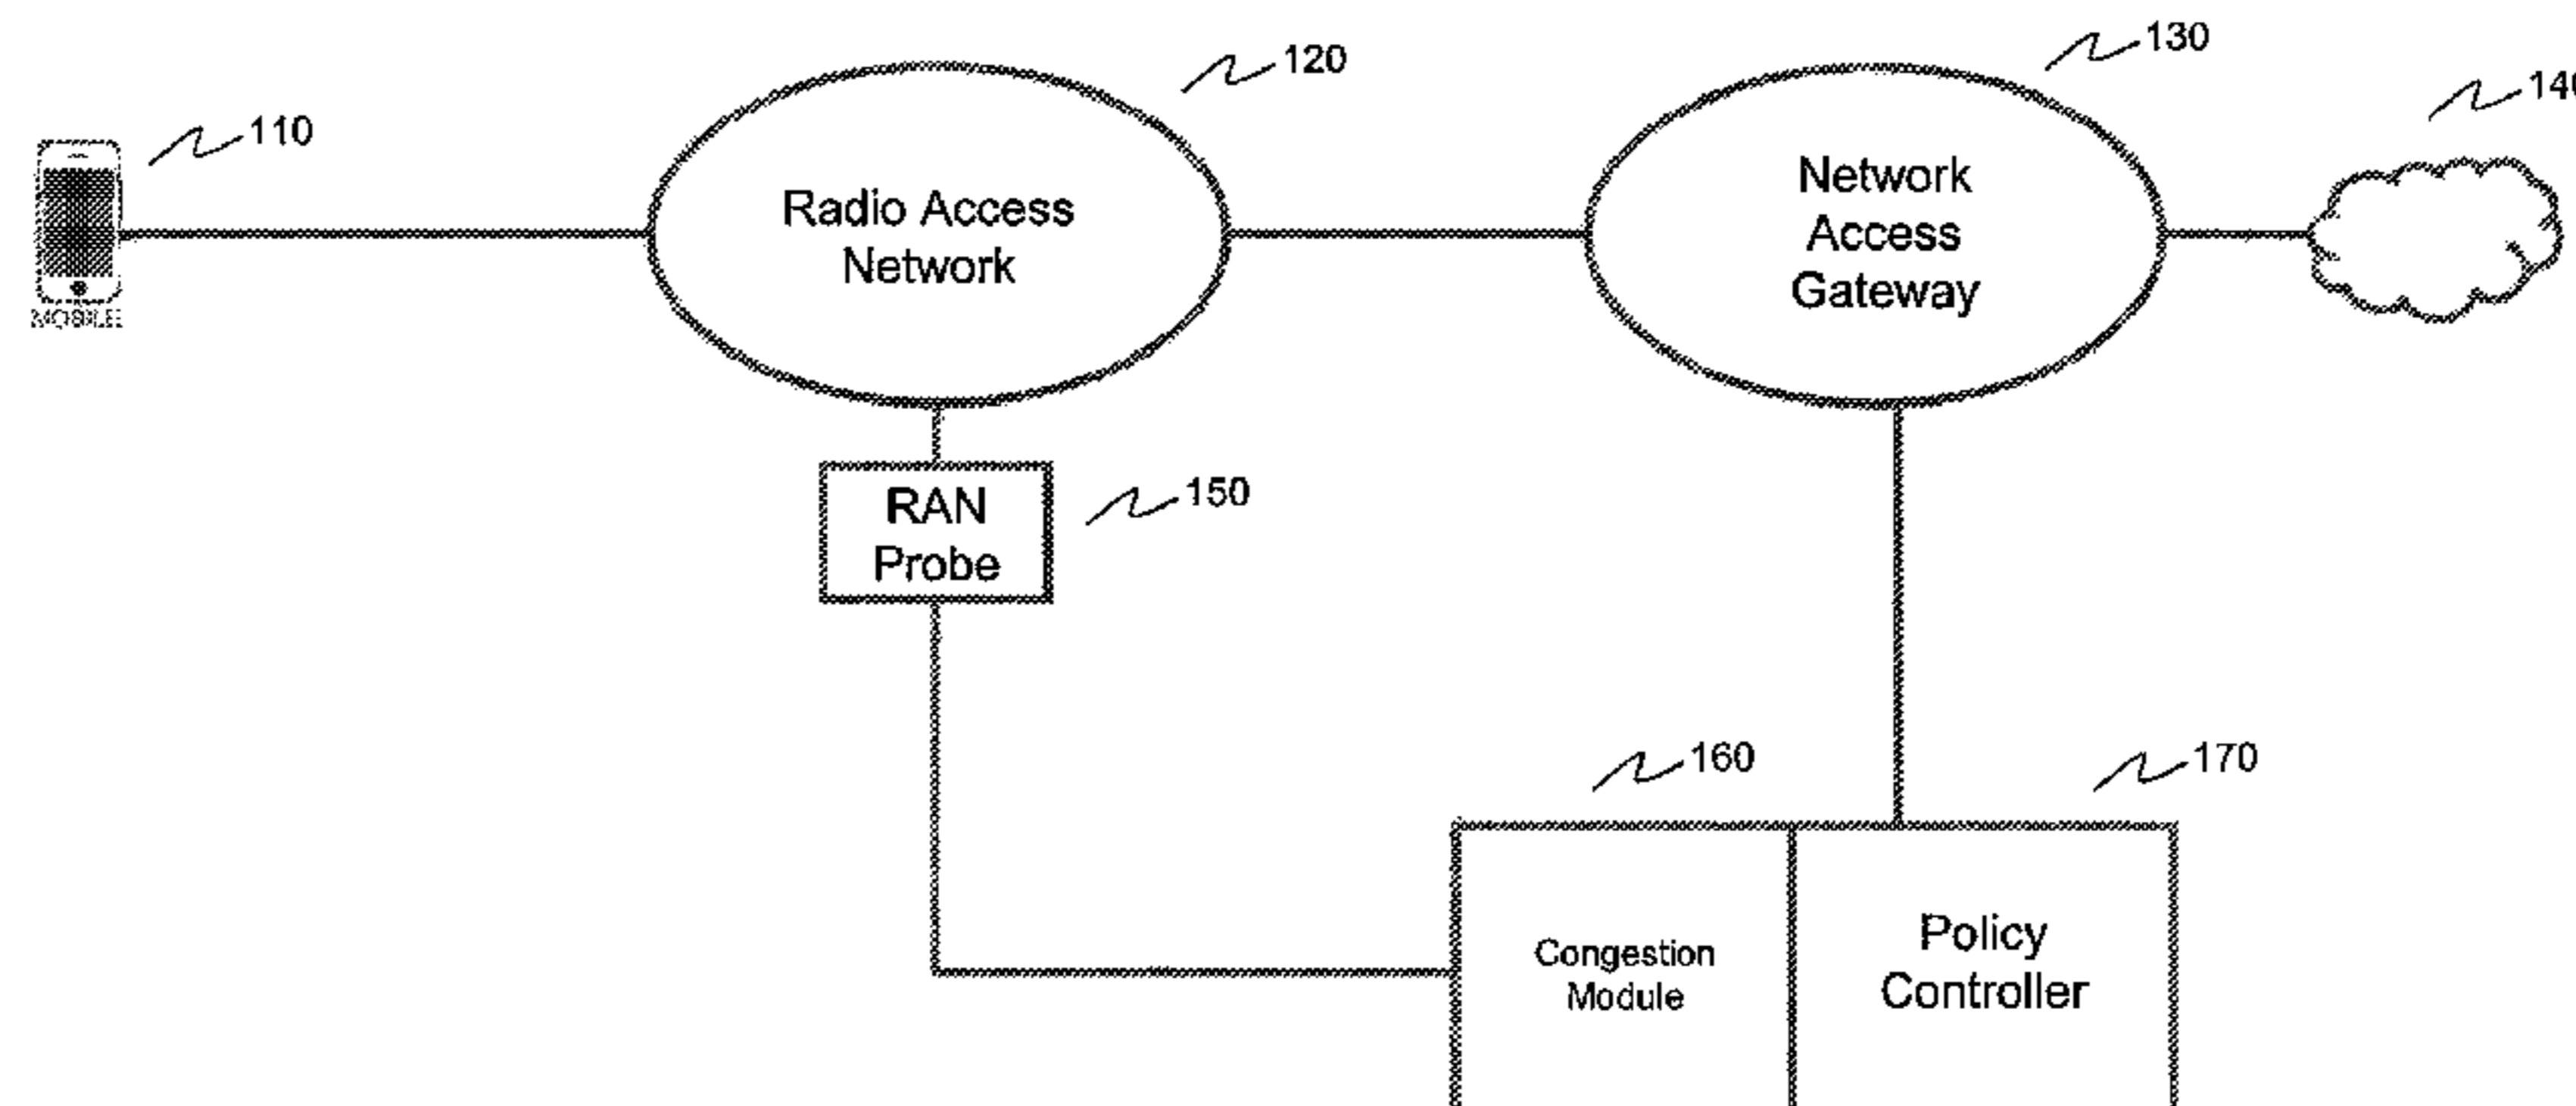 130
120
140
110
Network
Access
Gateway
Radio Access
Network
MOBILE
RAN
Probe
150
160
170
Congestion
Module
Policy
Controller